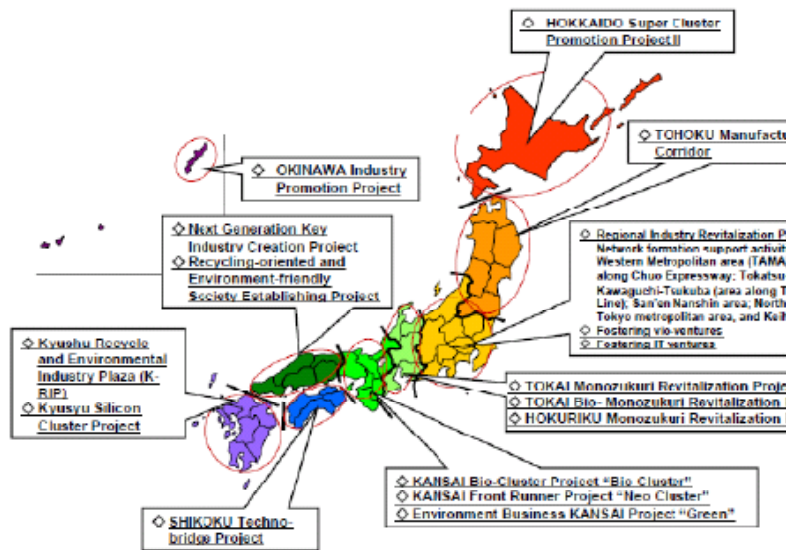 ◇ HOKKAIDO Super Cluster
Promotion Project II
◇ TOHOKU Manufactu
Corridor
◇ OKINAWA Industry
Promotion Project
◇ Next Generation Key
Industry Creation Project
◇ Recycling-oriented and
Environment-friendly
Society Establishing Project
◇ Regional Industry Revitalization P
Network formation support activit
Western Metropolitan area (TAMA
along Chuo Expressway; Tokatsu
Kawaguchi-Tsukuba (area along T
Line); San'en Nanshin area; North
Tokyo metropolitan area, and Keih
◇ Fostering vio-ventures
◇ Fostering IT ventures
◇ Kyushu Recycle
and Environmental
Industry Plaza (K-
RIP)
◇ Kyusyu Silicon
Cluster Project
◇ TOKAI Monozukuri Revitalization Proje
◇ TOKAI Bio- Monozukuri Revitalization
◇ HOKURIKU Monozukuri Revitalization
◇ KANSAI Bio-Cluster Project "Bio Cluster"
◇ KANSAI Front Runner Project "Neo Cluster"
◇ Environment Business KANSAI Project "Green"
◇ SHIKOKU Techno-
bridge Project